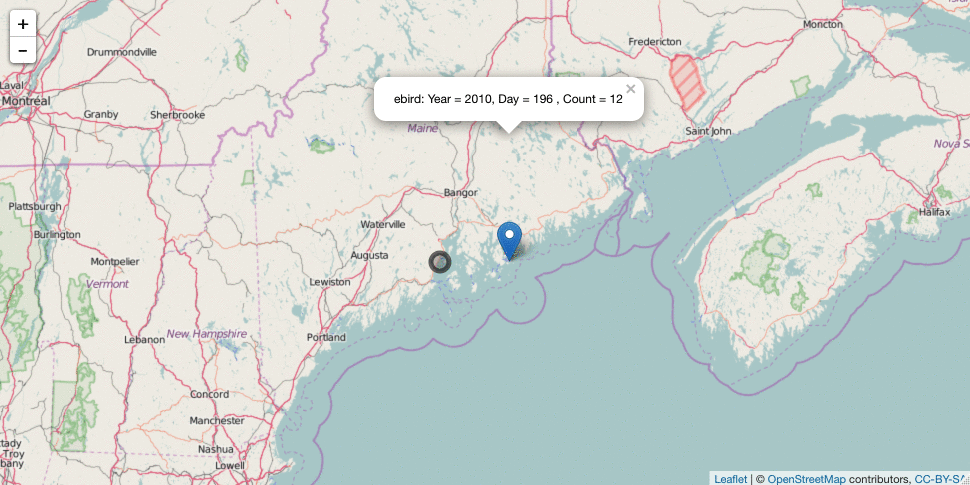 +
−
Drummondville
Laval
Montréal
Granby
Sherbrooke
Fredericton
Moncton
ebird: Year = 2010, Day = 196 , Count = 12
×
Maine
Saint John
Nova S
Bangor
Plattsburgh
Burlington
Waterville
Halifax
Augusta
Montpelier
Vermont
Lewiston
Lebanon
New Hampshire
Portland
Concord
Manchester
Nashua
Lowell
tady
Troy
bany
Leaflet | © OpenStreetMap contributors, CC-BY-SA